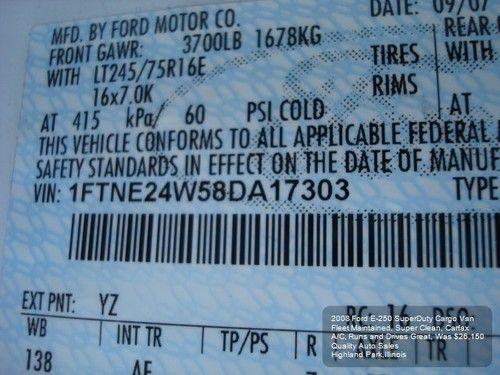 MFD. BY FORD MOTOR CO.
DATE: 09/07
FRONT GAWR: 3700LB 1678KG
REAR
WITH LT245/75R16E
TIRES
WITH
16x7.0K
RIMS
AT 415 kPa/ 60 PSI COLD
AT
THIS VEHICLE CONFORMS TO ALL APPLICABLE FEDERAL
SAFETY STANDARDS IN EFFECT ON THE DATE OF MANUF
VIN: 1FTNE24W58DA17303
TYPE
EXT PNT: YZ
WB
INT TR
TP/PS
R
TR
138
AE
2008 Ford E-250 SuperDuty Cargo Van
Fleet Maintained, Super Clean, Carfax
A/C, Runs and Drives Great, Was $26,150
Quality Auto Sales
Highland Park,Illinois